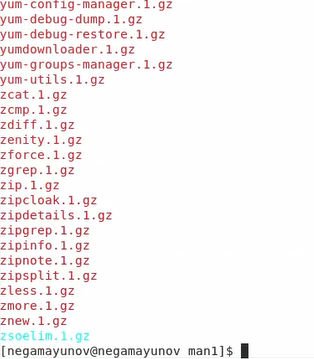 yum-config-manager.1.gz
yum-debug-dump.1.gz
yum-debug-restore.1.gz
yumdownloader.1.gz
yum-groups-manager.1.gz
yum-utils.1.gz
zcat.1.gz
zcmp.1.gz
zdiff.1.gz
zenity.1.gz
zforce.1.gz
zgrep.1.gz
zip.1.gz
zipcloak.1.gz
zipdetails.1.gz
zipgrep.1.gz
zipinfo.1.gz
zipnote.1.gz
zipsplit.1.gz
zless.1.gz
zmore.1.gz
znew.1.gz
zsoelim.1.gz
[negamayunov@negamayunov man1]$